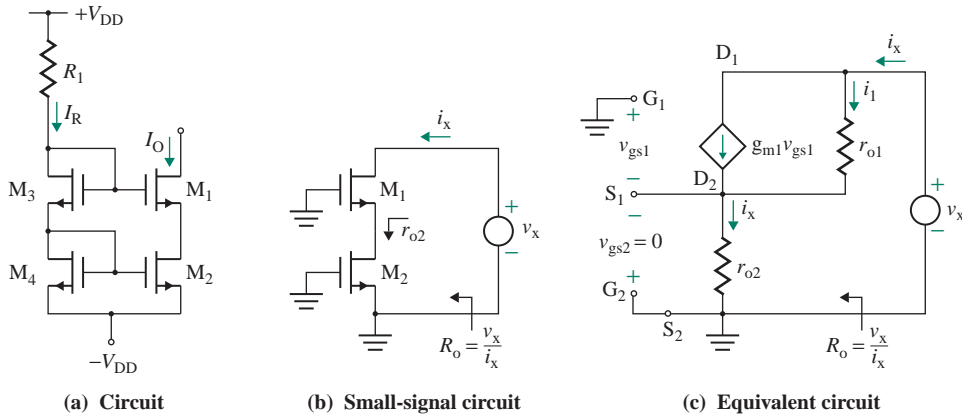 +V_DD
R_1
I_R
I_O
M_3
M_1
M_4
M_2
−V_DD
(a) Circuit
i_x
M_1
r_o2
M_2
+
v_x
−
R_o = v_x/i_x
(b) Small-signal circuit
D_1
i_x
G_1
+
v_gs1
−
i_1
g_m1v_gs1
r_o1
D_2
S_1
−
v_gs2 = 0
+
i_x
r_o2
+
v_x
−
G_2
S_2
R_o = v_x/i_x
(c) Equivalent circuit